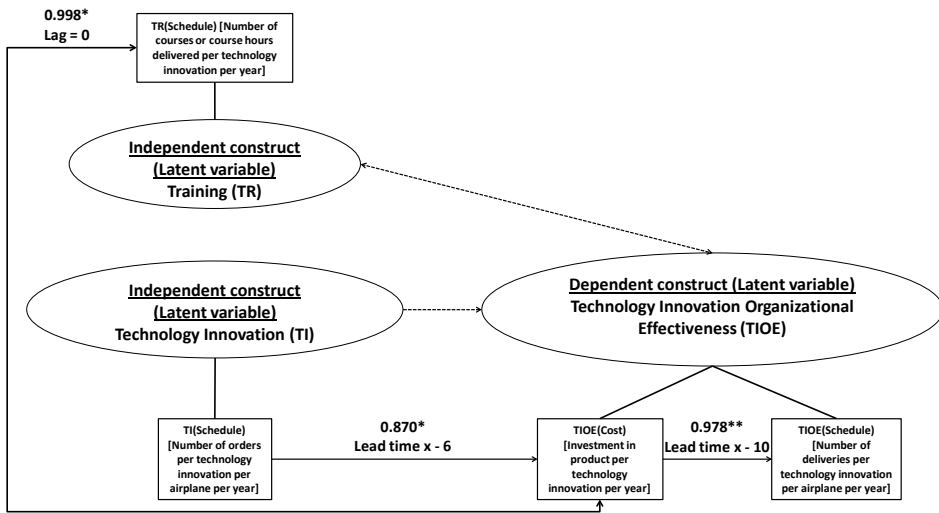 0.998*
Lag = 0
TR(Schedule) [Number of
courses or course hours
delivered per technology
innovation per year]
Independent construct
(Latent variable)
Training (TR)
Independent construct
(Latent variable)
Technology Innovation (TI)
Dependent construct (Latent variable)
Technology Innovation Organizational
Effectiveness (TIOE)
TI(Schedule)
[Number of orders
per technology
innovation per
airplane per year]
0.870*
Lead time x - 6
TIOE(Cost)
[Investment in
product per
technology
innovation per year]
0.978**
Lead time x - 10
TIOE(Schedule)
[Number of
deliveries per
technology innovation
per airplane per year]